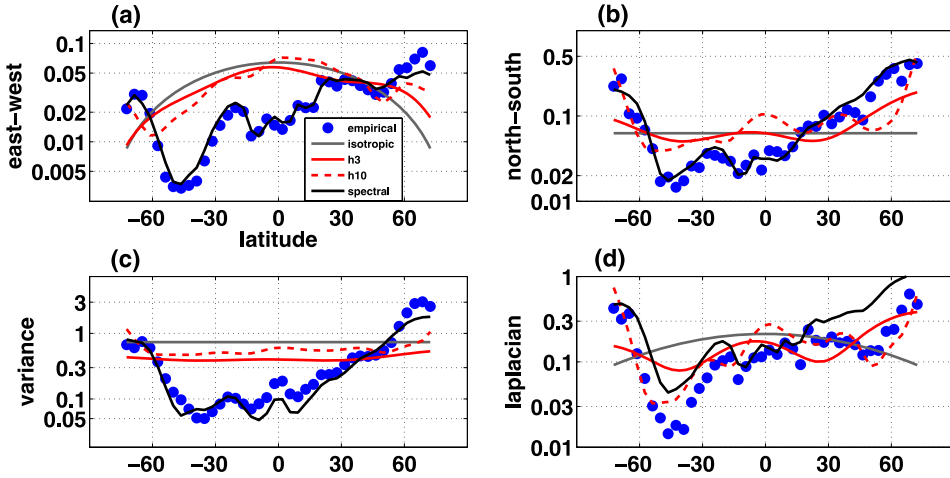 (a)
east-west
0.1
0.05
0.02
0.01
0.005
empirical
isotropic
h3
h10
spectral
−60 −30 0 30 60
latitude
(b)
north-south
0.5
0.1
0.02
0.01
−60 −30 0 30 60
(c)
variance
3
1
0.3
0.1
0.05
−60 −30 0 30 60
(d)
laplacian
1
0.3
0.1
0.03
0.01
−60 −30 0 30 60